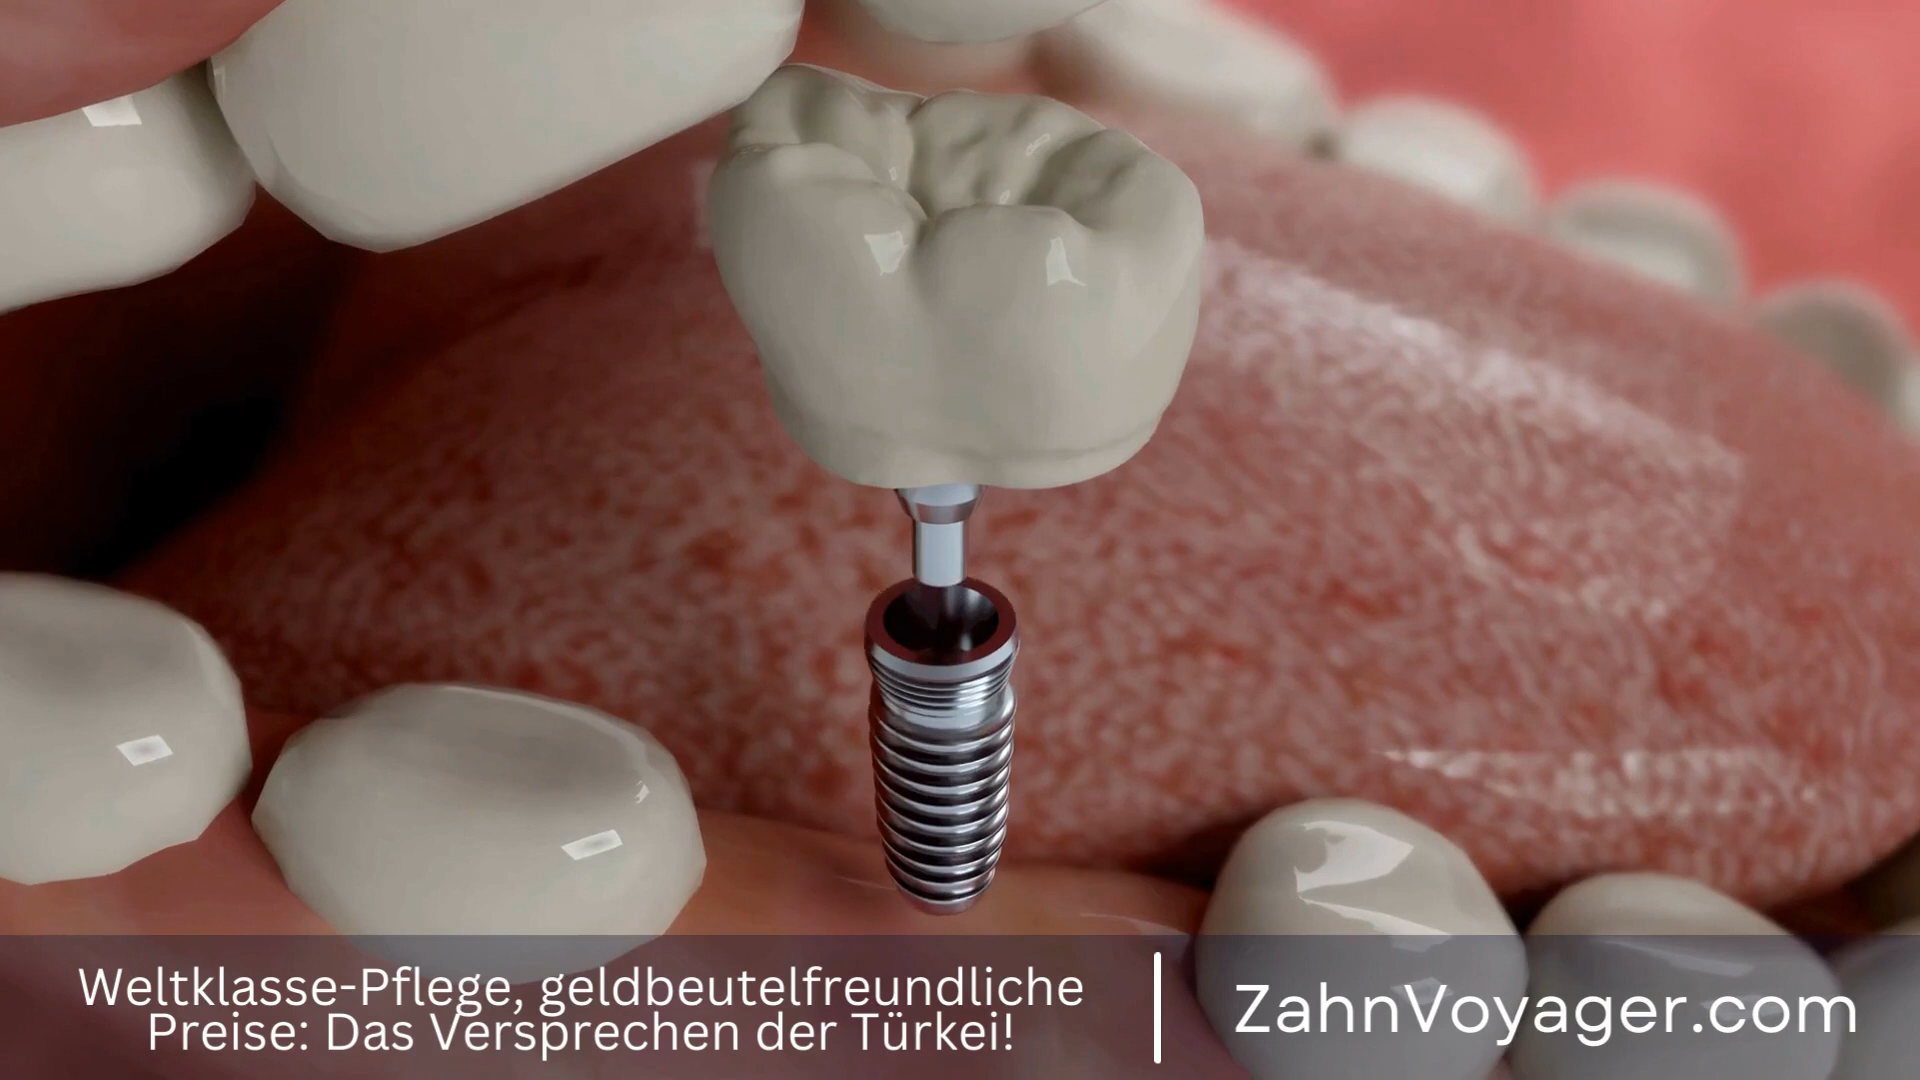 Weltklasse-Pflege, geldbeutelfreundliche
Preise: Das Versprechen der Türkei!
ZahnVoyager.com